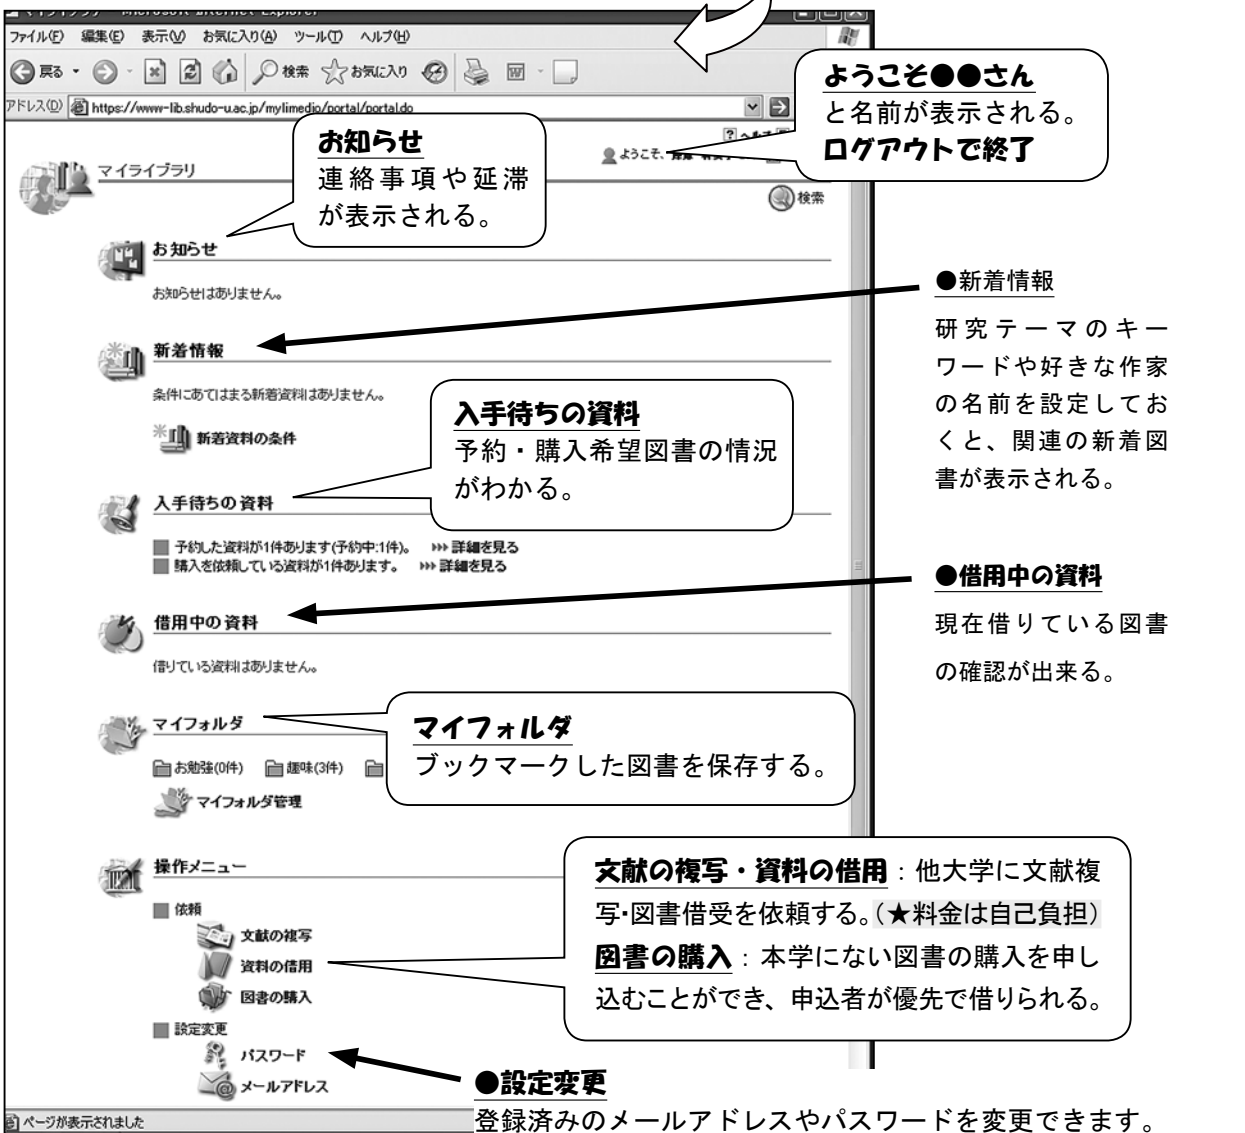 ファイル(F) 編集(E) 表示(V) お気に入り(A) ツール(T) ヘルプ(H)
戻る 検索 お気に入り
アドレス(D) https://www-lib.shudo-u.ac.jp/mylimedio/portal/portal.do
ようこそ●●さん
と名前が表示される。
ログアウトで終了
お知らせ
連絡事項や延滞
が表示される。
ようこそ、
マイライブラリ
検索
お知らせ
お知らせはありません。
●新着情報
研究テーマのキー
ワードや好きな作家
の名前を設定してお
くと、関連の新着図
書が表示される。
新着情報
条件にあてはまる新着資料はありません。
新着資料の条件
入手待ちの資料
予約・購入希望図書の情況
がわかる。
入手待ちの資料
予約した資料が1件あります(予約中:1件)。 詳細を見る
購入を依頼している資料が1件あります。 詳細を見る
●借用中の資料
現在借りている図書
の確認が出来る。
借用中の資料
借りている資料はありません。
マイフォルダ
マイフォルダ
ブックマークした図書を保存する。
お勉強(0件) 趣味(3件)
マイフォルダ管理
操作メニュー
文献の複写・資料の借用：他大学に文献複
写・図書借受を依頼する。(★料金は自己負担)
図書の購入：本学にない図書の購入を申し
込むことができ、申込者が優先で借りられる。
依頼
文献の複写
資料の借用
図書の購入
設定変更
パスワード
メールアドレス
●設定変更
登録済みのメールアドレスやパスワードを変更できます。
ページが表示されました